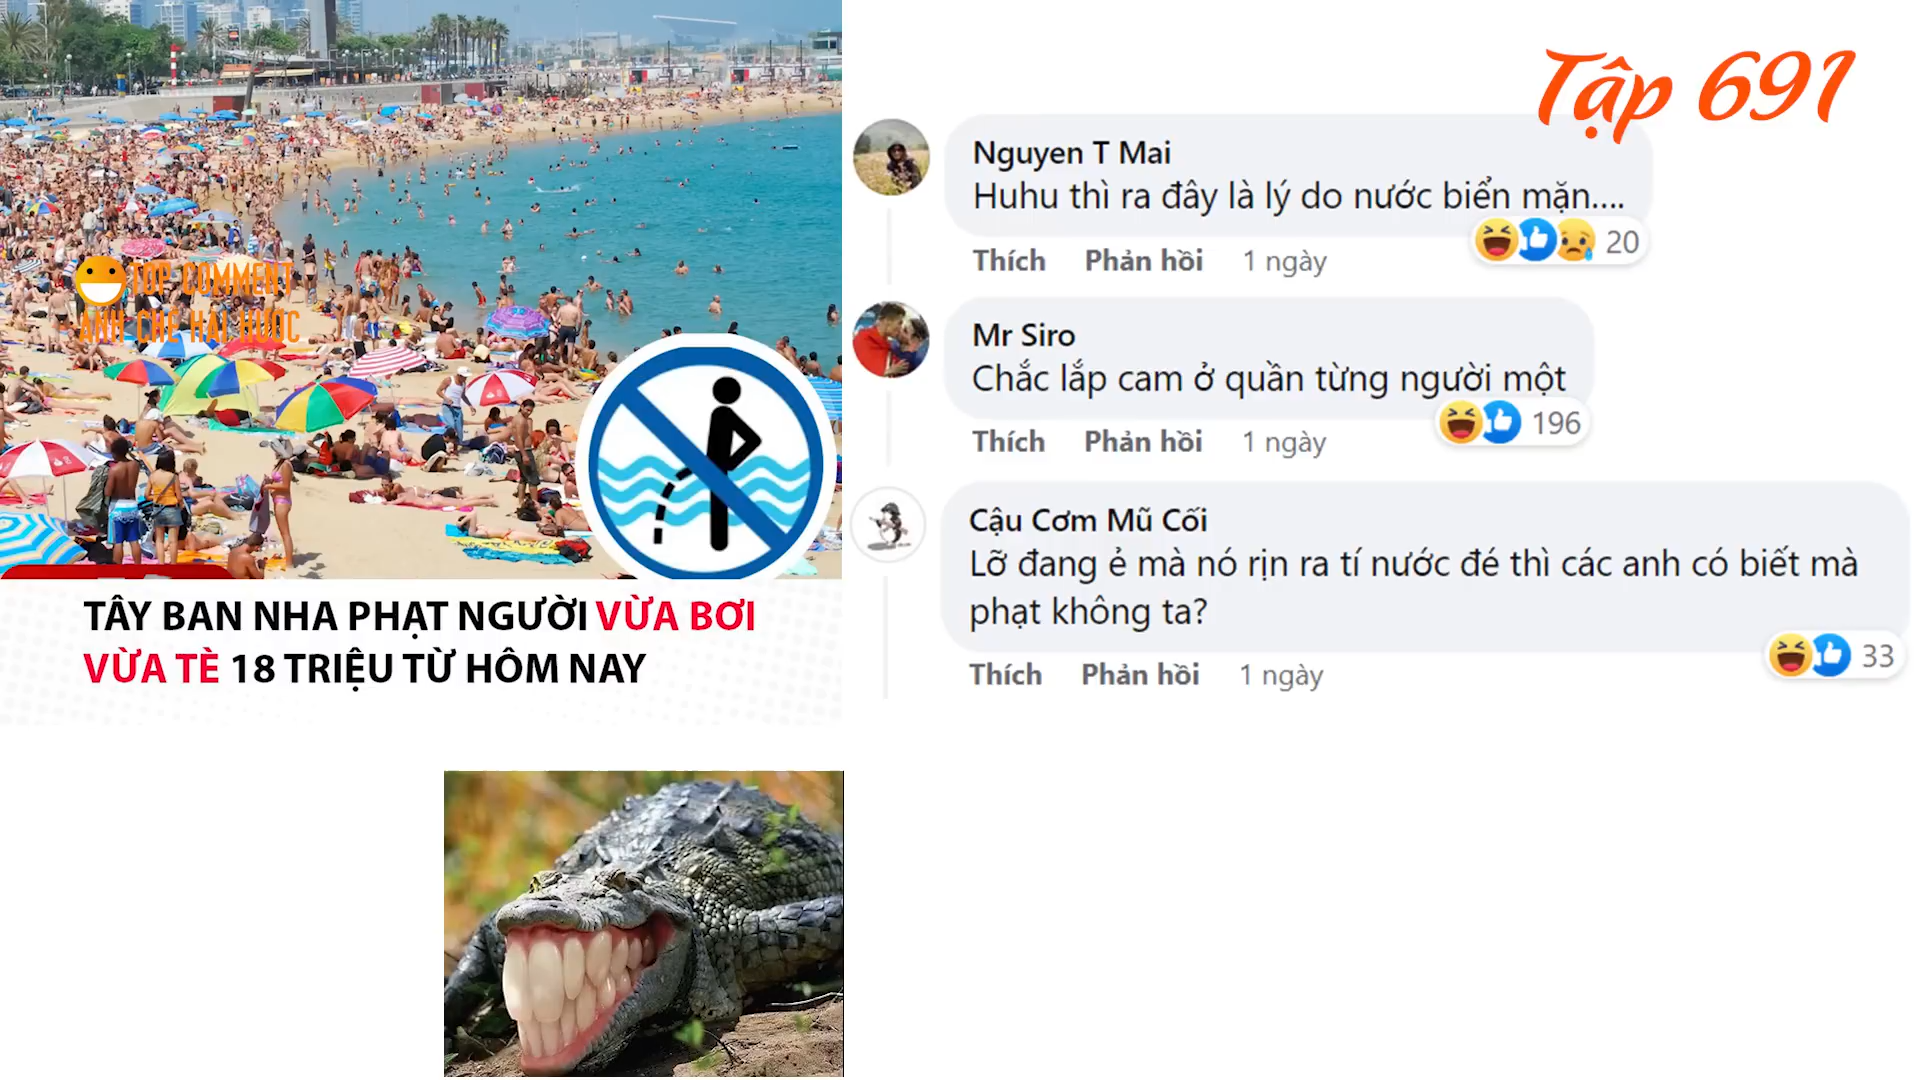 Tập 691
TOP COMMENT
ẢNH CHẾ HÀI HƯỚC
TÂY BAN NHA PHẠT NGƯỜI VỪA BƠI
VỪA TÈ 18 TRIỆU TỪ HÔM NAY
Nguyen T Mai
Huhu thì ra đây là lý do nước biển mặn....
Thích Phản hồi 1 ngày 20
Mr Siro
Chắc lắp cam ở quần từng người một
Thích Phản hồi 1 ngày 196
Cậu Cơm Mũ Cối
Lỡ đang ẻ mà nó rịn ra tí nước đé thì các anh có biết mà
phạt không ta?
Thích Phản hồi 1 ngày 33